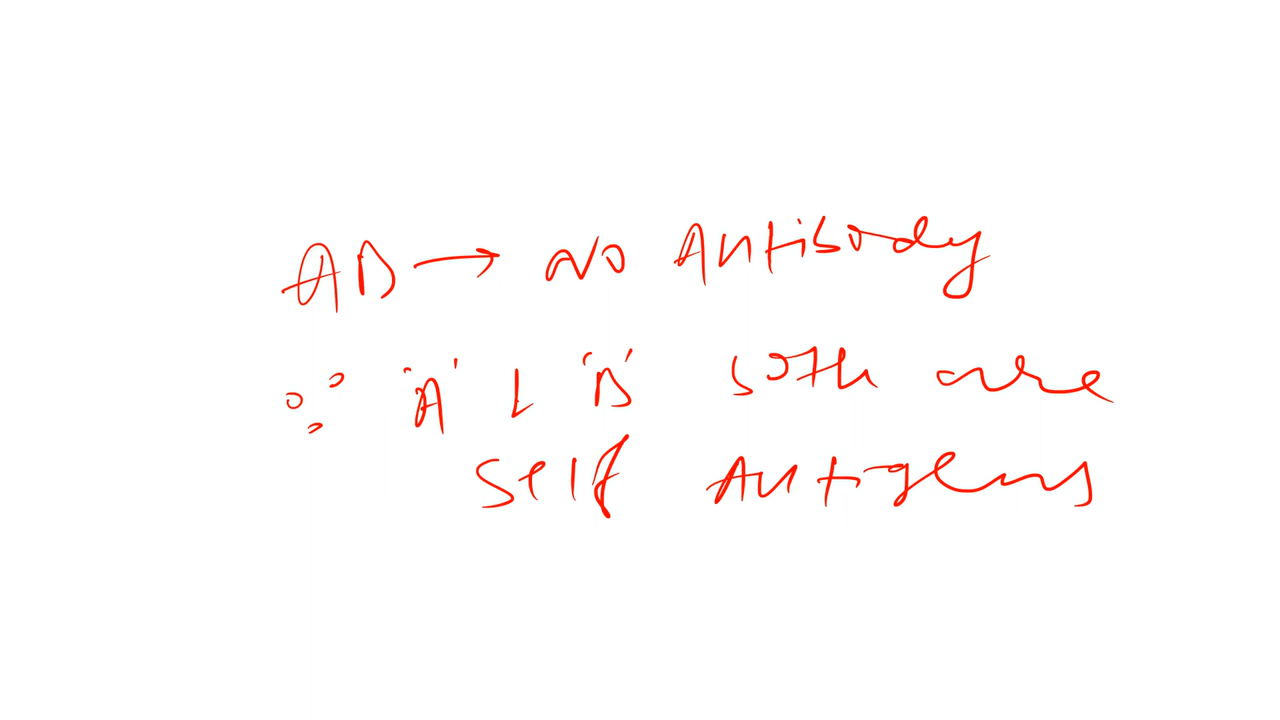 AB → No Antibody
∵ 'A' & 'B' both are
self Antigens